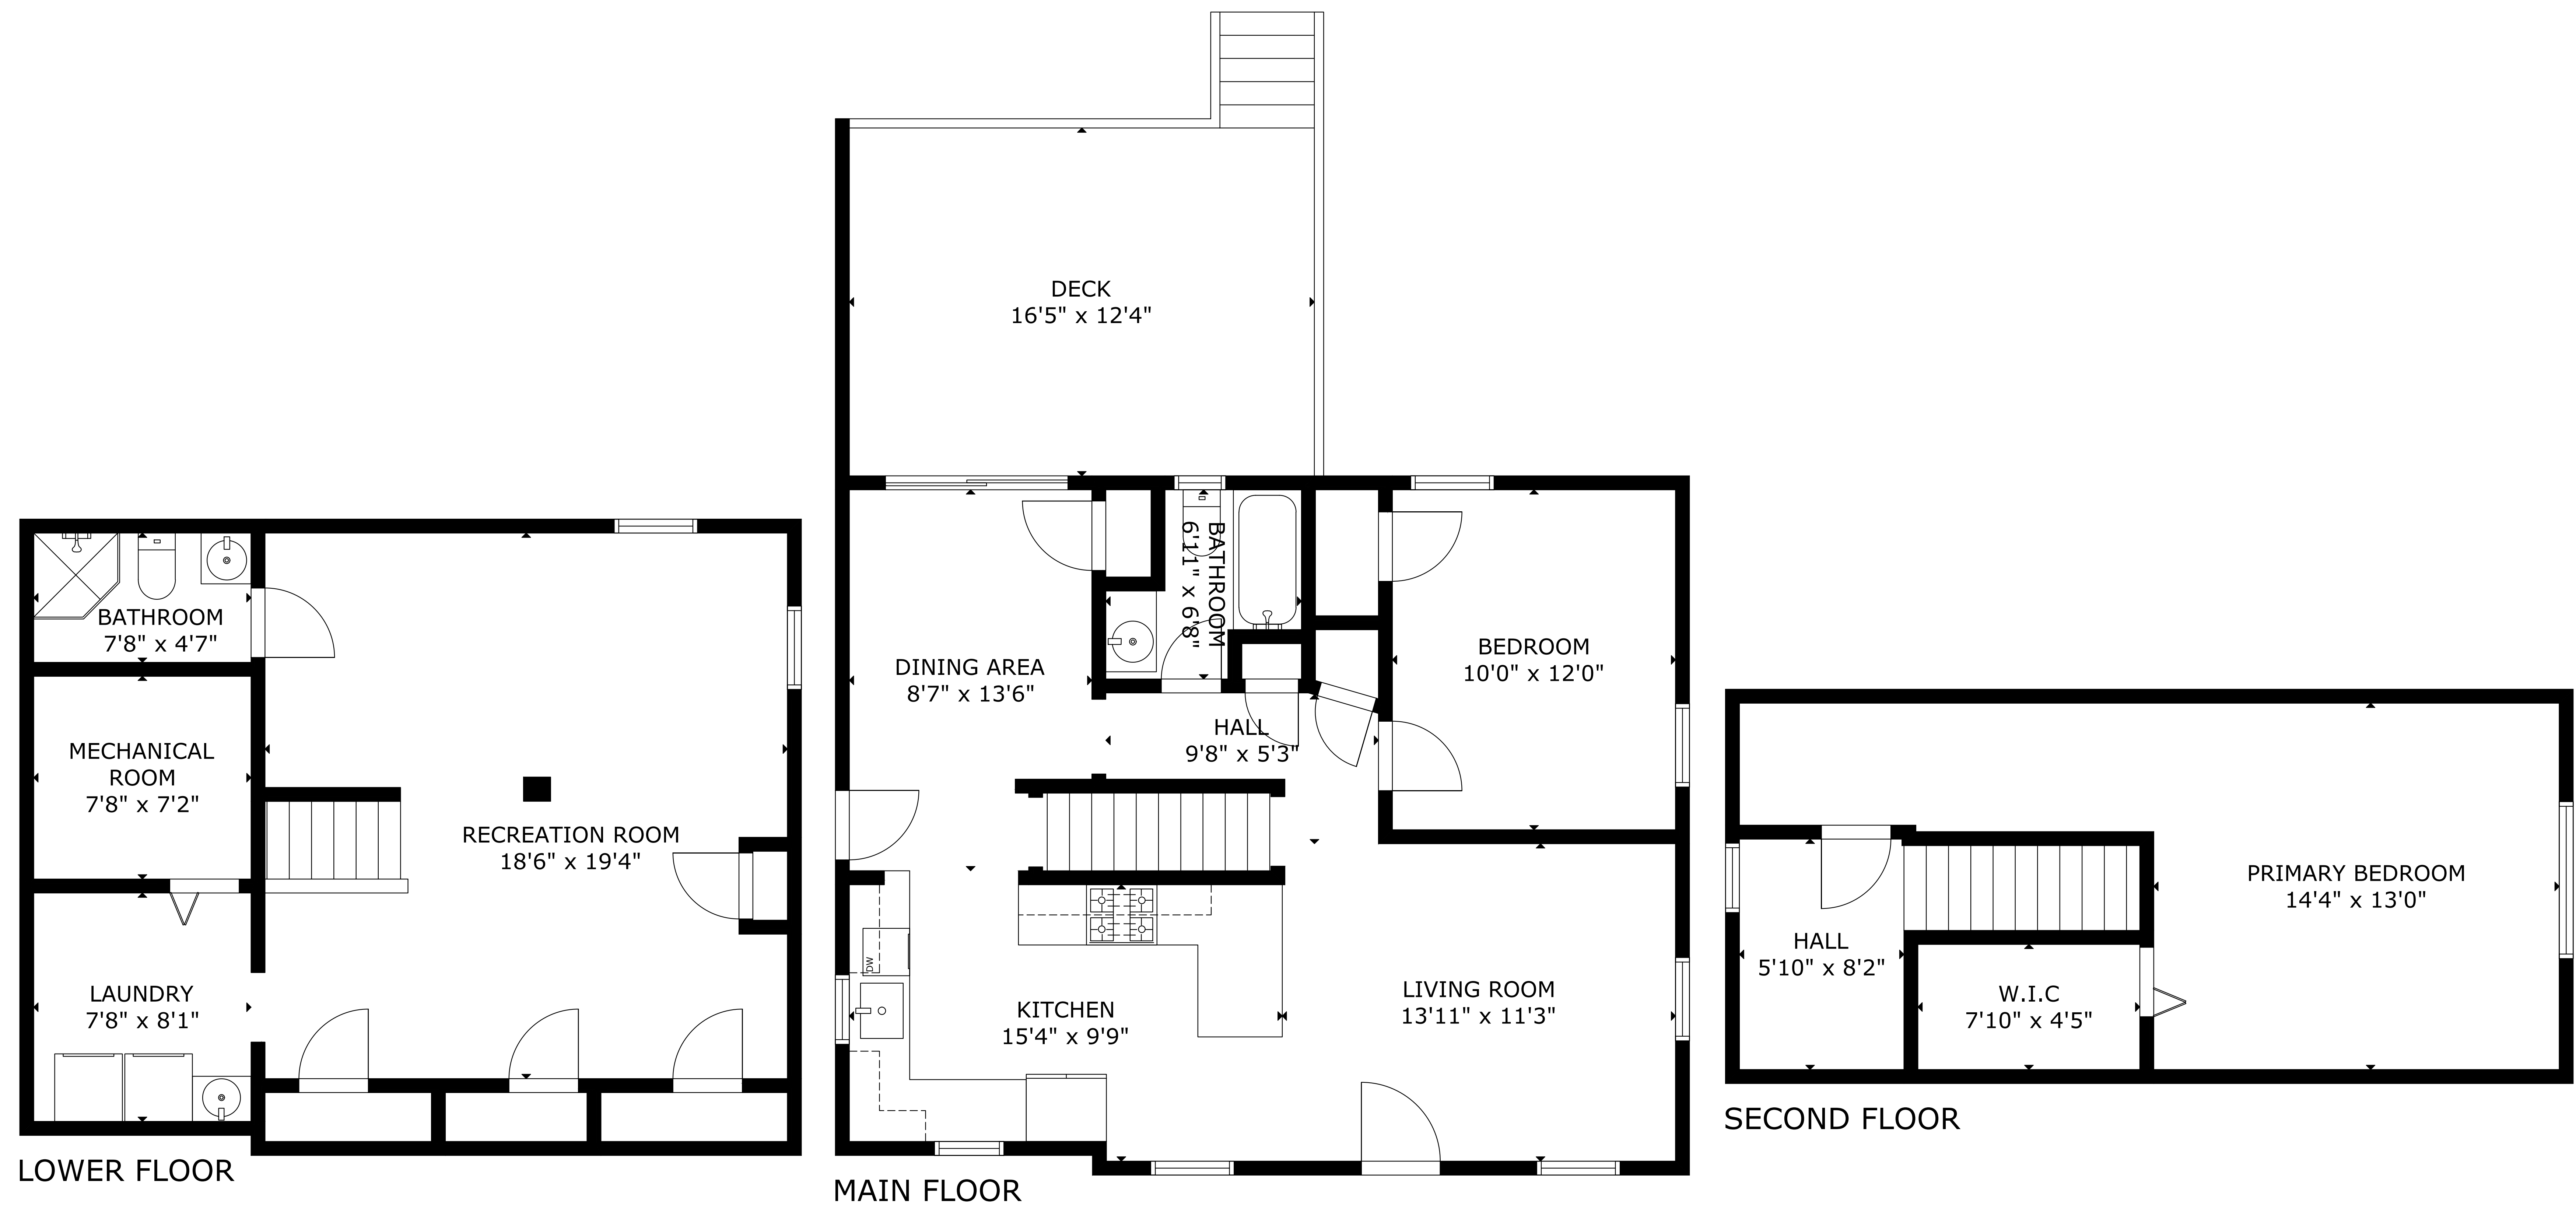 DECK
16'5" x 12'4"
BATHROOM
7'8" x 4'7"
MECHANICAL
ROOM
7'8" x 7'2"
RECREATION ROOM
18'6" x 19'4"
LAUNDRY
7'8" x 8'1"
LOWER FLOOR
DINING AREA
8'7" x 13'6"
BATHROOM
6'11" x 6'8"
BEDROOM
10'0" x 12'0"
HALL
9'8" x 5'3"
DW
KITCHEN
15'4" x 9'9"
LIVING ROOM
13'11" x 11'3"
MAIN FLOOR
PRIMARY BEDROOM
14'4" x 13'0"
HALL
5'10" x 8'2"
W.I.C
7'10" x 4'5"
SECOND FLOOR